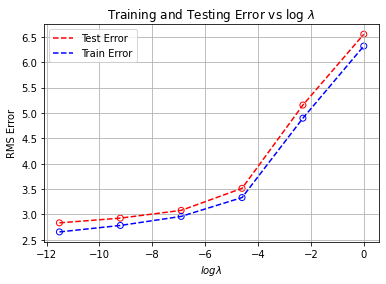 Training and Testing Error vs log λ
Test Error
Train Error
RMS Error
6.5
6.0
5.5
5.0
4.5
4.0
3.5
3.0
2.5
−12 −10 −8 −6 −4 −2 0
logλ